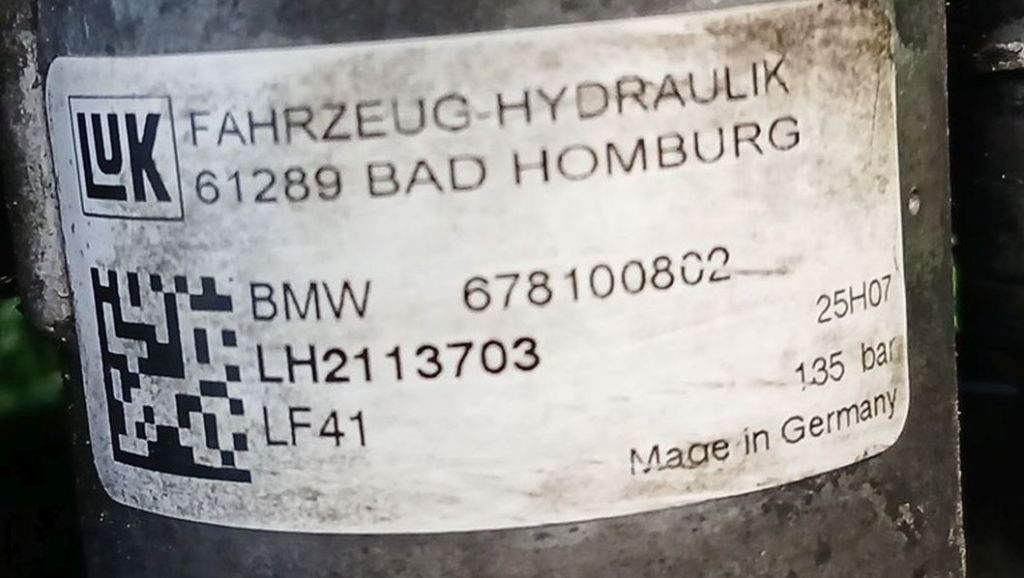 LUK
FAHRZEUG-HYDRAULIK
61289 BAD HOMBURG
BMW 678100802
25H07
LH2113703
135 bar
LF41
Made in Germany